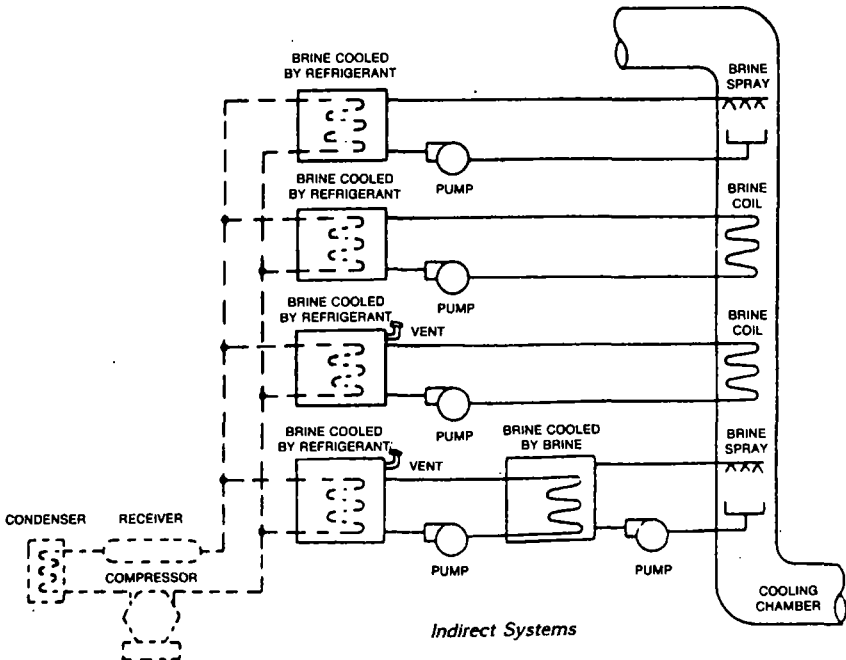 BRINE COOLED
BY REFRIGERANT
BRINE
SPRAY
PUMP
BRINE COOLED
BY REFRIGERANT
BRINE
COIL
PUMP
BRINE COOLED
BY REFRIGERANT
VENT
BRINE
COIL
PUMP
BRINE COOLED
BY REFRIGERANT
VENT
BRINE COOLED
BY BRINE
BRINE
SPRAY
CONDENSER
RECEIVER
COMPRESSOR
PUMP
PUMP
COOLING
CHAMBER
Indirect Systems